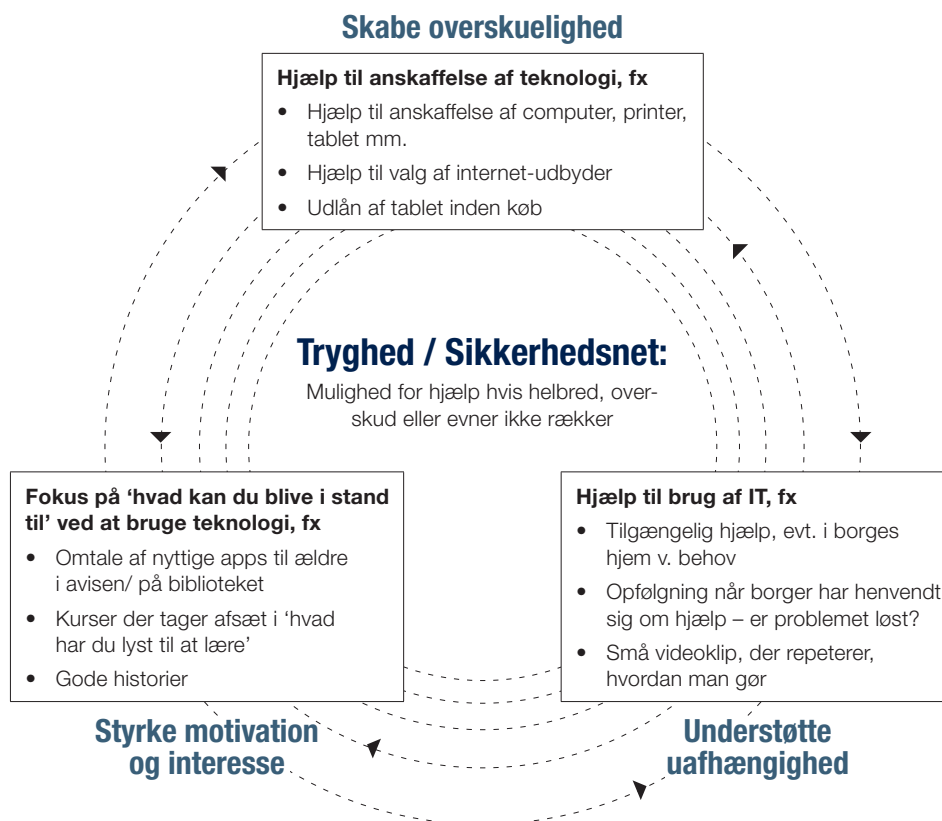 Skabe overskuelighed
Hjælp til anskaffelse af teknologi, fx
• Hjælp til anskaffelse af computer, printer,
tablet mm.
• Hjælp til valg af internet-udbyder
• Udlån af tablet inden køb
Tryghed / Sikkerhedsnet:
Mulighed for hjælp hvis helbred, over-
skud eller evner ikke rækker
Fokus på ‘hvad kan du blive i stand
til’ ved at bruge teknologi, fx
• Omtale af nyttige apps til ældre
i avisen/ på biblioteket
• Kurser der tager afsæt i ‘hvad
har du lyst til at lære’
• Gode historier
Styrke motivation
og interesse
Hjælp til brug af IT, fx
• Tilgængelig hjælp, evt. i borges
hjem v. behov
• Opfølgning når borger har henvendt
sig om hjælp – er problemet løst?
• Små videoklip, der repeterer,
hvordan man gør
Understøtte
uafhængighed